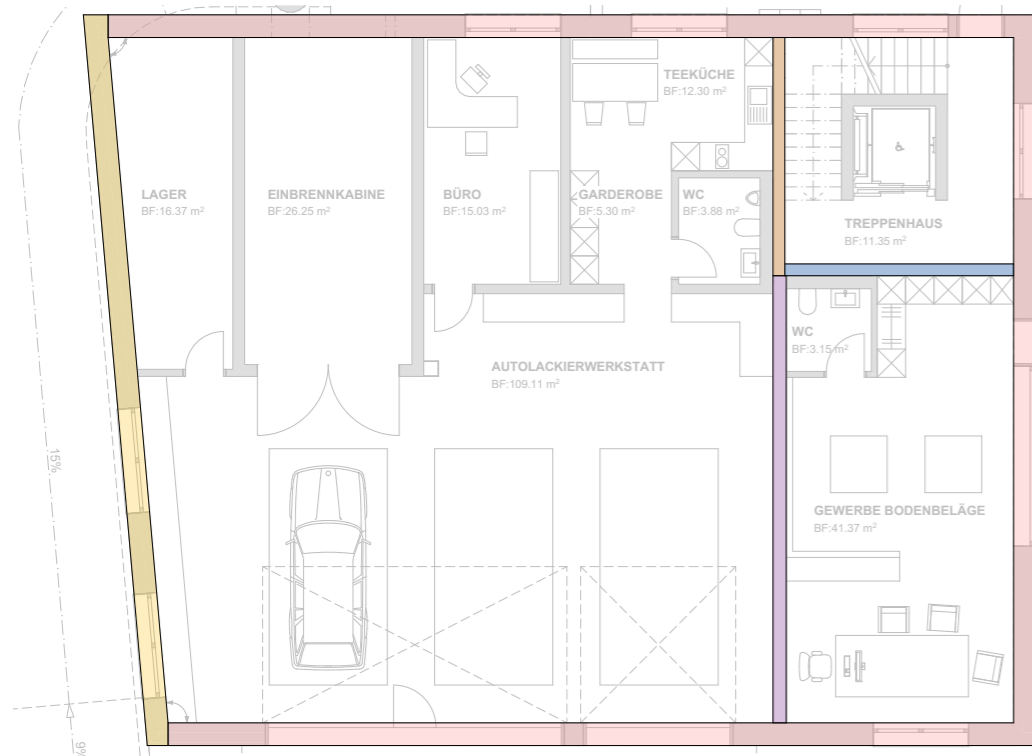 TEEKÜCHE
BF:12.30 m²
LAGER
BF:16.37 m²
EINBRENNKABINE
BF:26.25 m²
BÜRO
BF:15.03 m²
GARDEROBE
BF:5.30 m²
WC
BF:3.88 m²
TREPPENHAUS
BF:11.35 m²
WC
BF:3.15 m²
AUTOLACKIERWERKSTATT
BF:109.11 m²
15%
GEWERBE BODENBELÄGE
BF:41.37 m²
9%